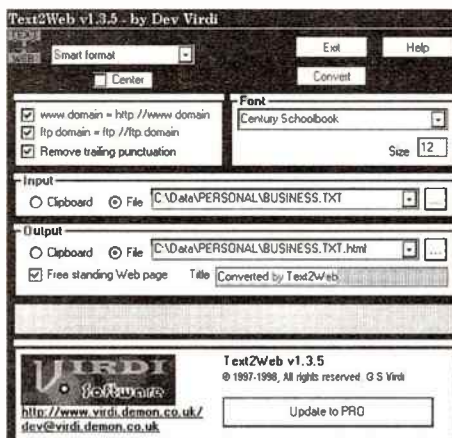 Text2Web v1.3.5 - by Dev Virdi
TEXT
2
WEB
Smart format
Exit
Help
Center
Convert
www.domain = http://www.domain
ftp.domain = ftp://ftp.domain
Remove trailing punctuation
Font
Century Schoolbook
Size 12
Input
Clipboard File C:\Data\PERSONAL\BUSINESS.TXT ...
Output
Clipboard File C:\Data\PERSONAL\BUSINESS.TXT.html ...
Free standing Web page Title Converted by Text2Web
VIRDI
Software
http://www.virdi.demon.co.uk/
dev@virdi.demon.co.uk
Text2Web v1.3.5
© 1997-1998, All rights reserved G S Virdi
Update to PRO